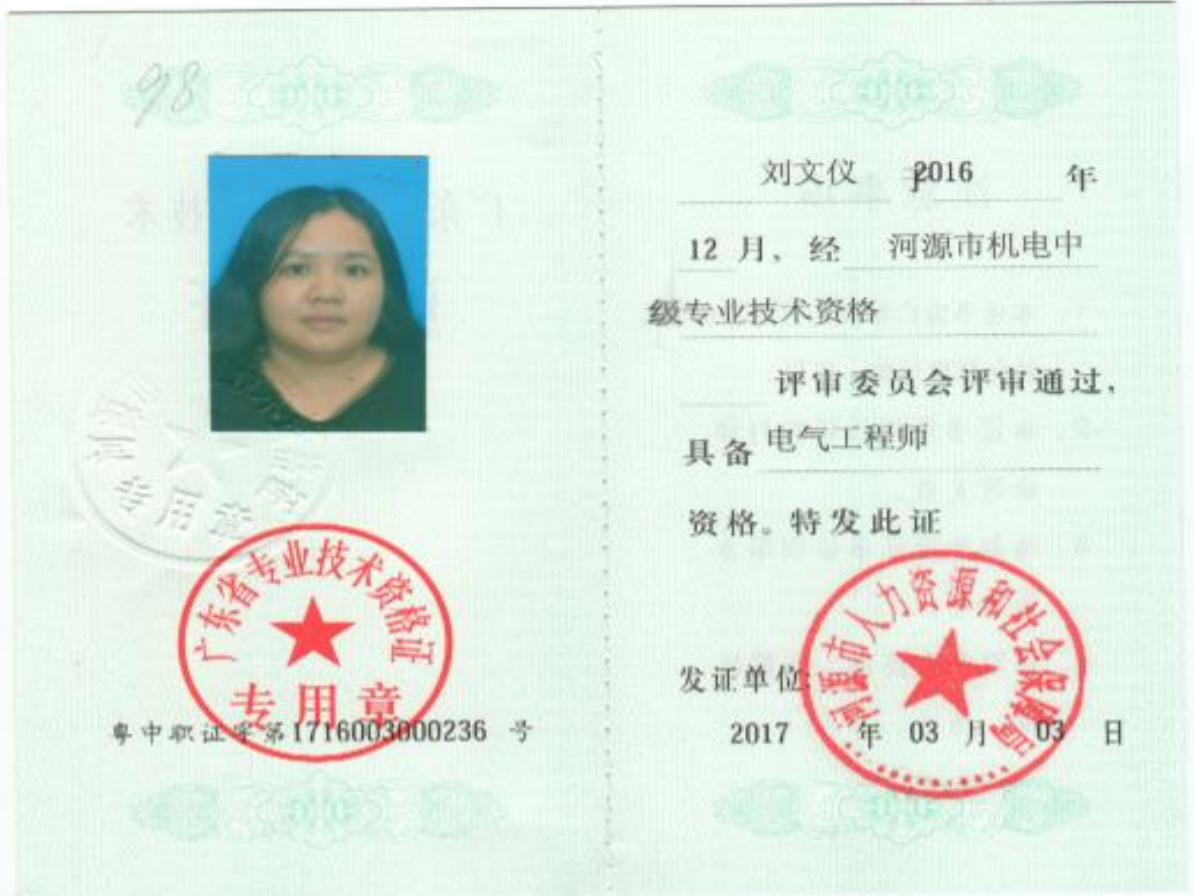 98
专用章
广东省专业技术资格证
专用章
粤中职证字第1716003000236 号
刘文仪 于2016 年
12 月、经 河源市机电中
级专业技术资格
评审委员会评审通过，
具备 电气工程师
资格。特发此证
河源市人力资源和社会保障局
发证单位:
2017 年 03 月 03 日